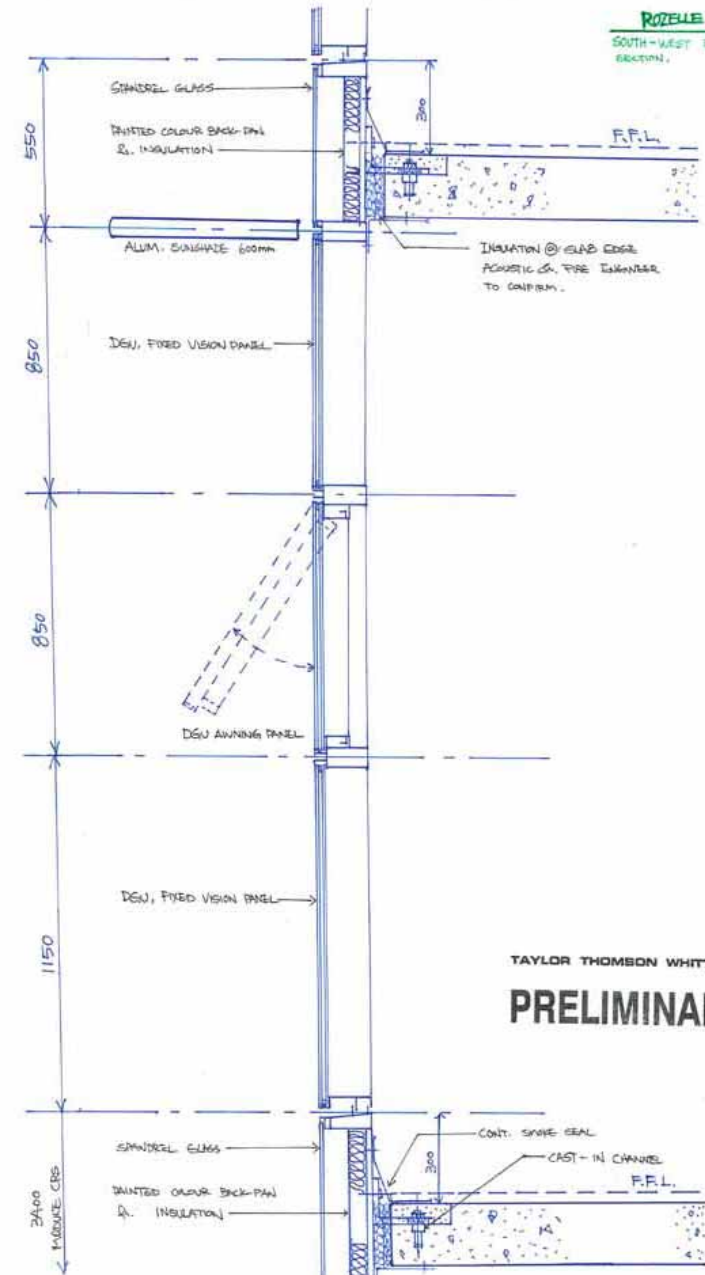 ROZELLE
SOUTH-WEST
SECTION.
SPANDREL GLASS
300
550
PAINTED COLOUR BACK-PAN
&. INSULATION
F.F.L.
ALUM. SUNSHADE 600mm
INSULATION @ SLAB EDGE
ACOUSTIC &. FIRE ENGINEER
TO CONFIRM.
850
DGU, FIXED VISION PANEL
850
DGU AWNING PANEL
1150
DGU, FIXED VISION PANEL
TAYLOR THOMSON WHIT
PRELIMINA
CONT. SMOKE SEAL
SPANDREL GLASS
300
CAST-IN CHANNEL
F.F.L.
PAINTED COLOUR BACK-PAN
&. INSULATION
3400
MODULE CRS